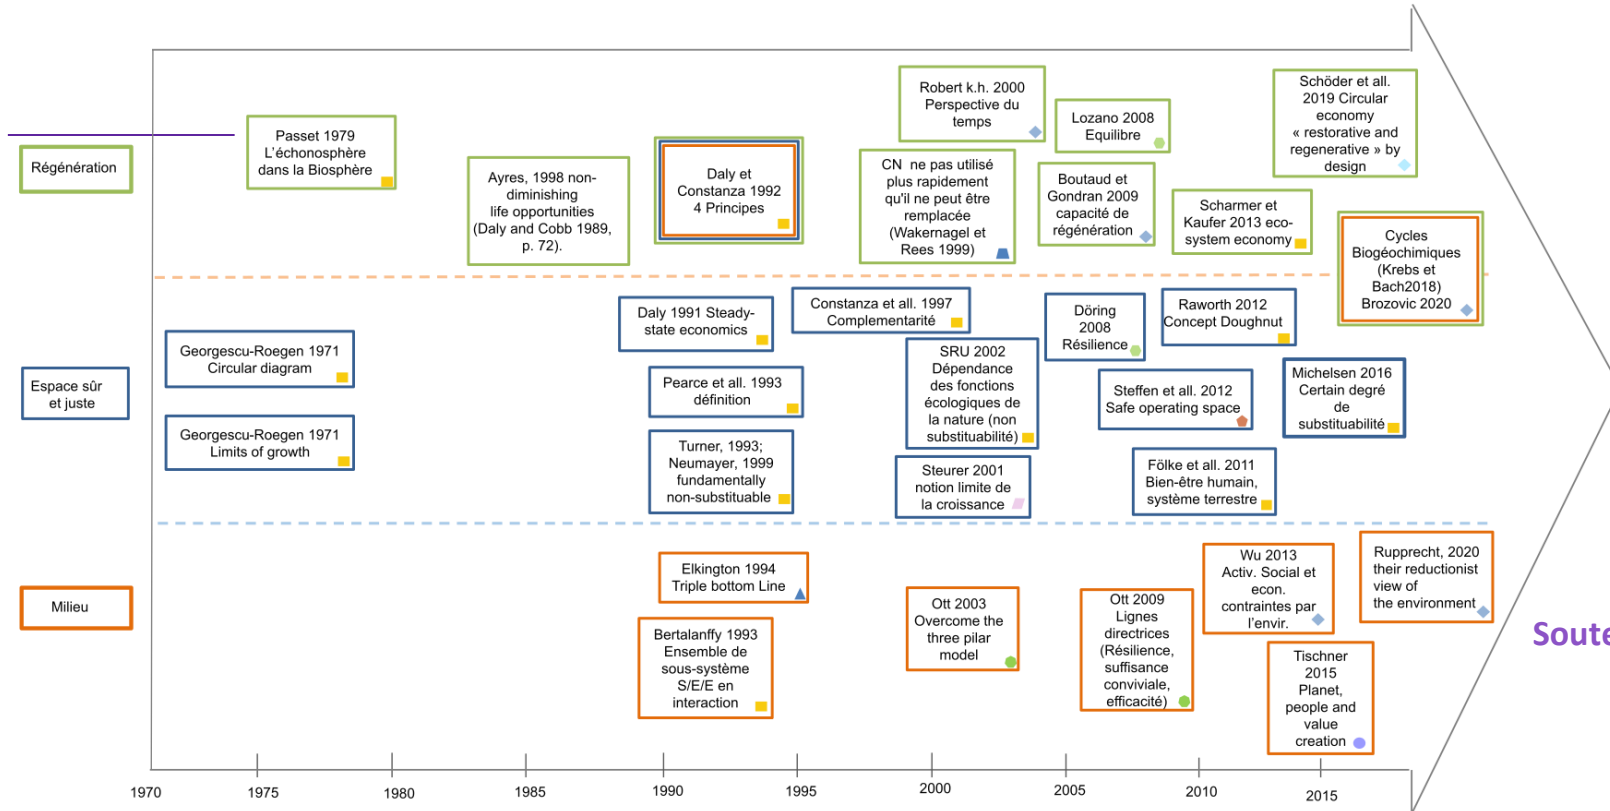 Régénération
Passet 1979
L'échonosphère
dans la Biosphère
Ayres, 1998 non-
diminishing
life opportunities
(Daly and Cobb 1989,
p. 72).
Daly et
Constanza 1992
4 Principes
Robert k.h. 2000
Perspective du
temps
CN ne pas utilisé
plus rapidement
qu'il ne peut être
remplacée
(Wakernagel et
Rees 1999)
Lozano 2008
Equilibre
Boutaud et
Gondran 2009
capacité de
régénération
Schöder et all.
2019 Circular
economy
« restorative and
regenerative » by
design
Scharmer et
Kaufer 2013 eco-
system economy
Cycles
Biogéochimiques
(Krebs et
Bach2018)
Brozovic 2020
Espace sûr
et juste
Georgescu-Roegen 1971
Circular diagram
Georgescu-Roegen 1971
Limits of growth
Daly 1991 Steady-
state economics
Pearce et all. 1993
définition
Turner, 1993;
Neumayer, 1999
fundamentally
non-substituable
Constanza et all. 1997
Complementarité
SRU 2002
Dépendance
des fonctions
écologiques de
la nature (non
substituabilité)
Steurer 2001
notion limite de
la croissance
Döring
2008
Résilience
Raworth 2012
Concept Doughnut
Steffen et all. 2012
Safe operating space
Fölke et all. 2011
Bien-être humain,
système terrestre
Michelsen 2016
Certain degré
de
substituabilité
Milieu
Elkington 1994
Triple bottom Line
Bertalanffy 1993
Ensemble de
sous-système
S/E/E en
interaction
Ott 2003
Overcome the
three pilar
model
Ott 2009
Lignes
directrices
(Résilience,
suffisance
conviviale,
efficacité)
Wu 2013
Activ. Social et
econ.
contraintes par
l'envir.
Tischner
2015
Planet,
people and
value
creation
Rupprecht, 2020
their reductionist
view of
the environment
Soute
1970 1975 1980 1985 1990 1995 2000 2005 2010 2015